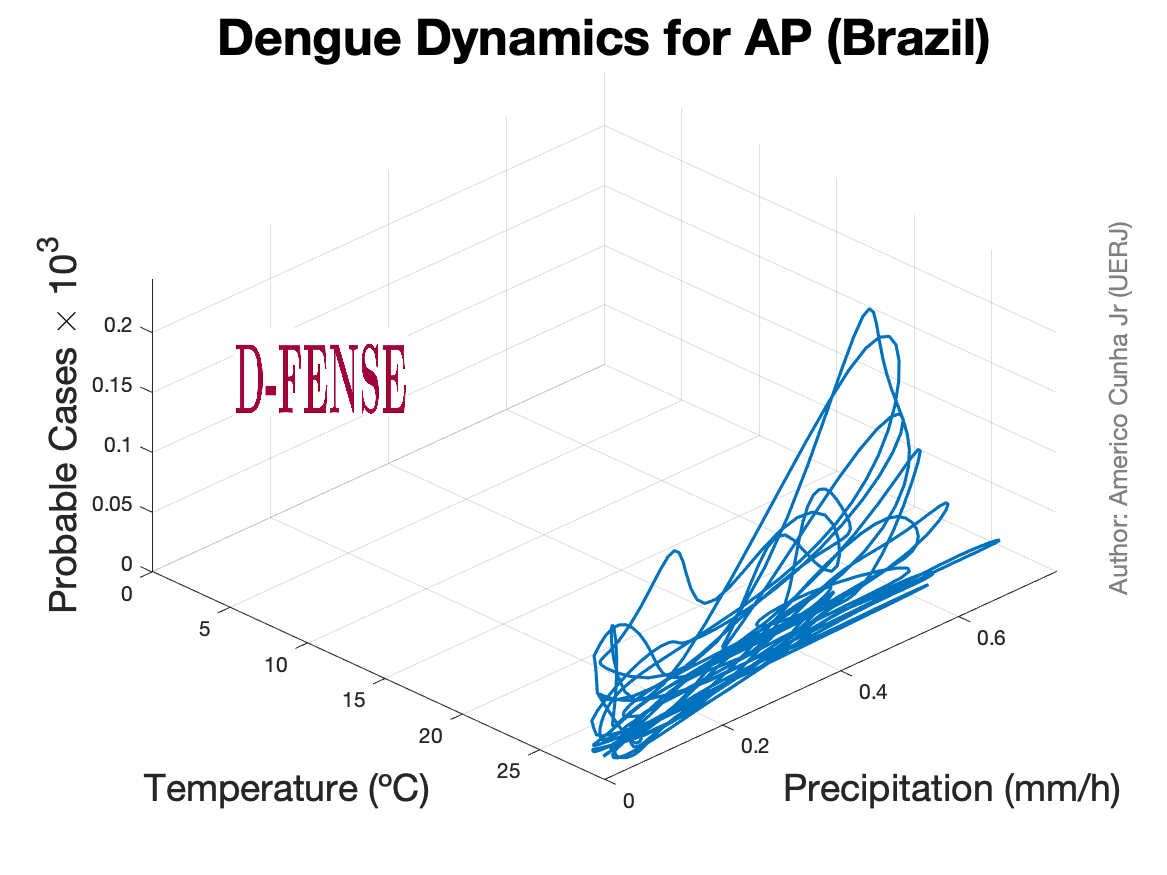 Dengue Dynamics for AP (Brazil)
Probable Cases × 10³
0.2
0.15
0.1
0.05
0
D-FENSE
Author: Americo Cunha Jr (UERJ)
0
5
10
15
20
25
Temperature (ºC)
0
0.2
0.4
0.6
Precipitation (mm/h)